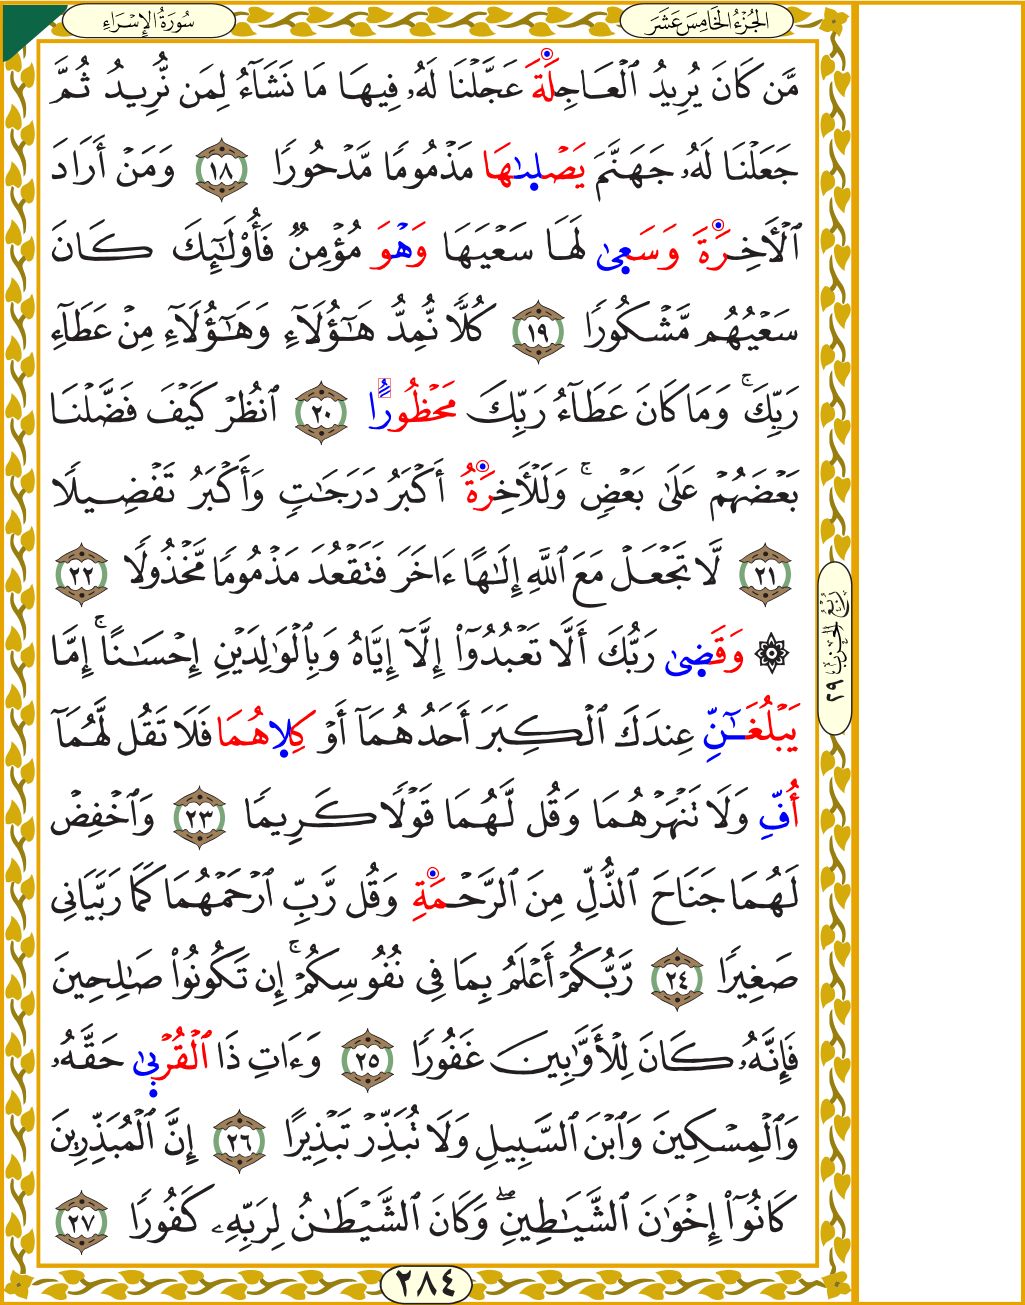 الجُزْءُ الْخَامِسَ عَشَرَ
سُورَةُ الإِسْرَاءِ
مَّن كَانَ يُرِيدُ ٱلْعَاجِلَةَ عَجَّلْنَا لَهُۥ فِيهَا مَا نَشَآءُ لِمَن نُّرِيدُ ثُمَّ
جَعَلْنَا لَهُۥ جَهَنَّمَ يَصْلَىٰهَا مَذْمُومًا مَّدْحُورًا ١٨ وَمَنْ أَرَادَ
ٱلْأَخِرَةَ وَسَعَىٰ لَهَا سَعْيَهَا وَهْوَ مُؤْمِنٌ فَأُوْلَٰٓئِكَ كَانَ
سَعْيُهُم مَّشْكُورًا ١٩ كُلًّا نُّمِدُّ هَٰٓؤُلَآءِ وَهَٰٓؤُلَآءِ مِنْ عَطَآءِ
رَبِّكَۚ وَمَا كَانَ عَطَآءُ رَبِّكَ مَحْظُورًا ٢٠ ٱنظُرْ كَيْفَ فَضَّلْنَا
بَعْضَهُمْ عَلَىٰ بَعْضٍۚ وَلَلْأَخِرَةُ أَكْبَرُ دَرَجَٰتٍ وَأَكْبَرُ تَفْضِيلًا
٢١ لَّا تَجْعَلْ مَعَ ٱللَّهِ إِلَٰهًا ءَاخَرَ فَتَقْعُدَ مَذْمُومًا مَّخْذُولًا ٢٢
۞ وَقَضَىٰ رَبُّكَ أَلَّا تَعْبُدُوٓاْ إِلَّآ إِيَّاهُ وَبِٱلْوَٰلِدَيْنِ إِحْسَٰنًاۚ إِمَّا
يَبْلُغَٰٓنِّ عِندَكَ ٱلْكِبَرَ أَحَدُهُمَآ أَوْ كِلَاهُمَا فَلَا تَقُل لَّهُمَآ
أُفِّ وَلَا تَنْهَرْهُمَا وَقُل لَّهُمَا قَوْلًا كَرِيمًا ٢٣ وَٱخْفِضْ
لَهُمَا جَنَاحَ ٱلذُّلِّ مِنَ ٱلرَّحْمَةِ وَقُل رَّبِّ ٱرْحَمْهُمَا كَمَا رَبَّيَانِي
صَغِيرًا ٢٤ رَّبُّكُمْ أَعْلَمُ بِمَا فِي نُفُوسِكُمْۚ إِن تَكُونُواْ صَٰلِحِينَ
فَإِنَّهُۥ كَانَ لِلْأَوَّٰبِينَ غَفُورًا ٢٥ وَءَاتِ ذَا ٱلْقُرْبَىٰ حَقَّهُۥ
وَٱلْمِسْكِينَ وَٱبْنَ ٱلسَّبِيلِ وَلَا تُبَذِّرْ تَبْذِيرًا ٢٦ إِنَّ ٱلْمُبَذِّرِينَ
كَانُوٓاْ إِخْوَٰنَ ٱلشَّيَٰطِينِۖ وَكَانَ ٱلشَّيْطَٰنُ لِرَبِّهِۦ كَفُورًا ٢٧
رُبْعُ الحِزْبِ ٢٩
٢٨٤